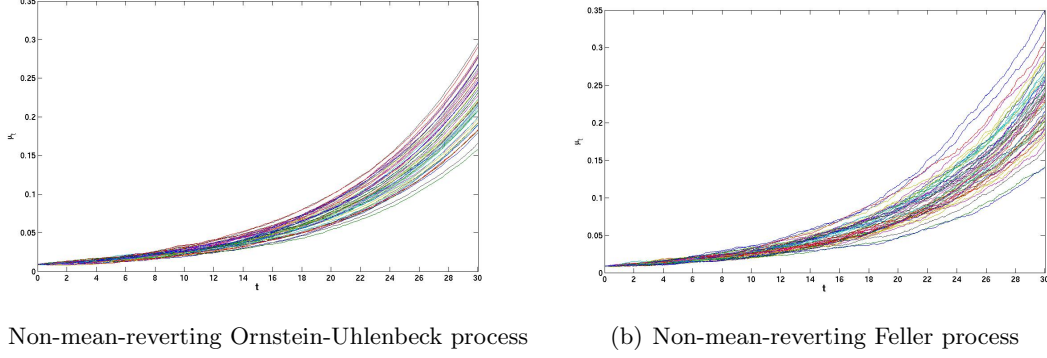 0.35
0.3
0.25
0.2
0.15
0.1
0.05
0
μt
0 2 4 6 8 10 12 14 16 18 20 22 24 26 28 30
t
Non-mean-reverting Ornstein-Uhlenbeck process
0.35
0.3
0.25
0.2
0.15
0.1
0.05
0
μt
0 2 4 6 8 10 12 14 16 18 20 22 24 26 28 30
t
(b) Non-mean-reverting Feller process